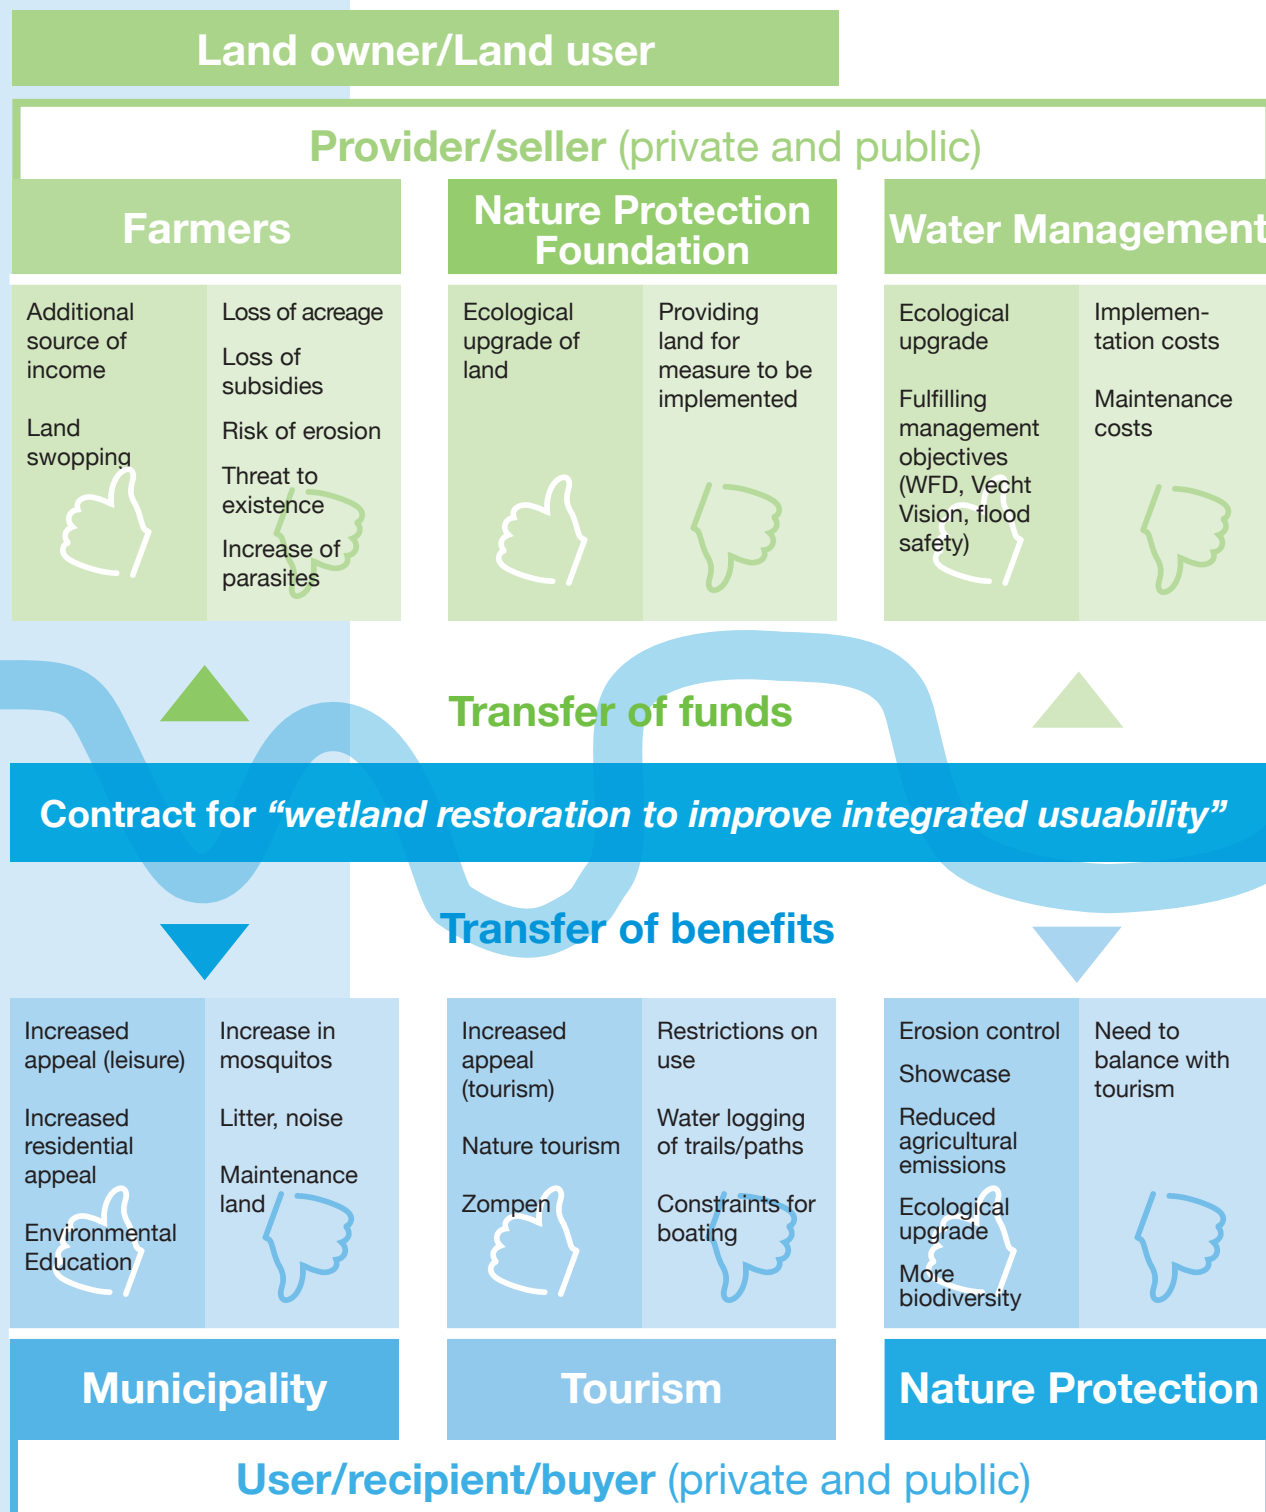 Land owner/Land user
Provider/seller (private and public)
Farmers
Additional
source of
income
Land
swopping
Loss of acreage
Loss of
subsidies
Risk of erosion
Threat to
existence
Increase of
parasites
Nature Protection
Foundation
Ecological
upgrade of
land
Providing
land for
measure to be
implemented
Water Management
Ecological
upgrade
Fulfilling
management
objectives
(WFD, Vecht
Vision, flood
safety)
Implemen-
tation costs
Maintenance
costs
Transfer of funds
Contract for “wetland restoration to improve integrated usuability”
Transfer of benefits
Increased
appeal (leisure)
Increased
residential
appeal
Environmental
Education
Increase in
mosquitos
Litter, noise
Maintenance
land
Municipality
Increased
appeal
(tourism)
Nature tourism
Zompen
Restrictions on
use
Water logging
of trails/paths
Constraints for
boating
Tourism
Erosion control
Showcase
Reduced
agricultural
emissions
Ecological
upgrade
More
biodiversity
Need to
balance with
tourism
Nature Protection
User/recipient/buyer (private and public)